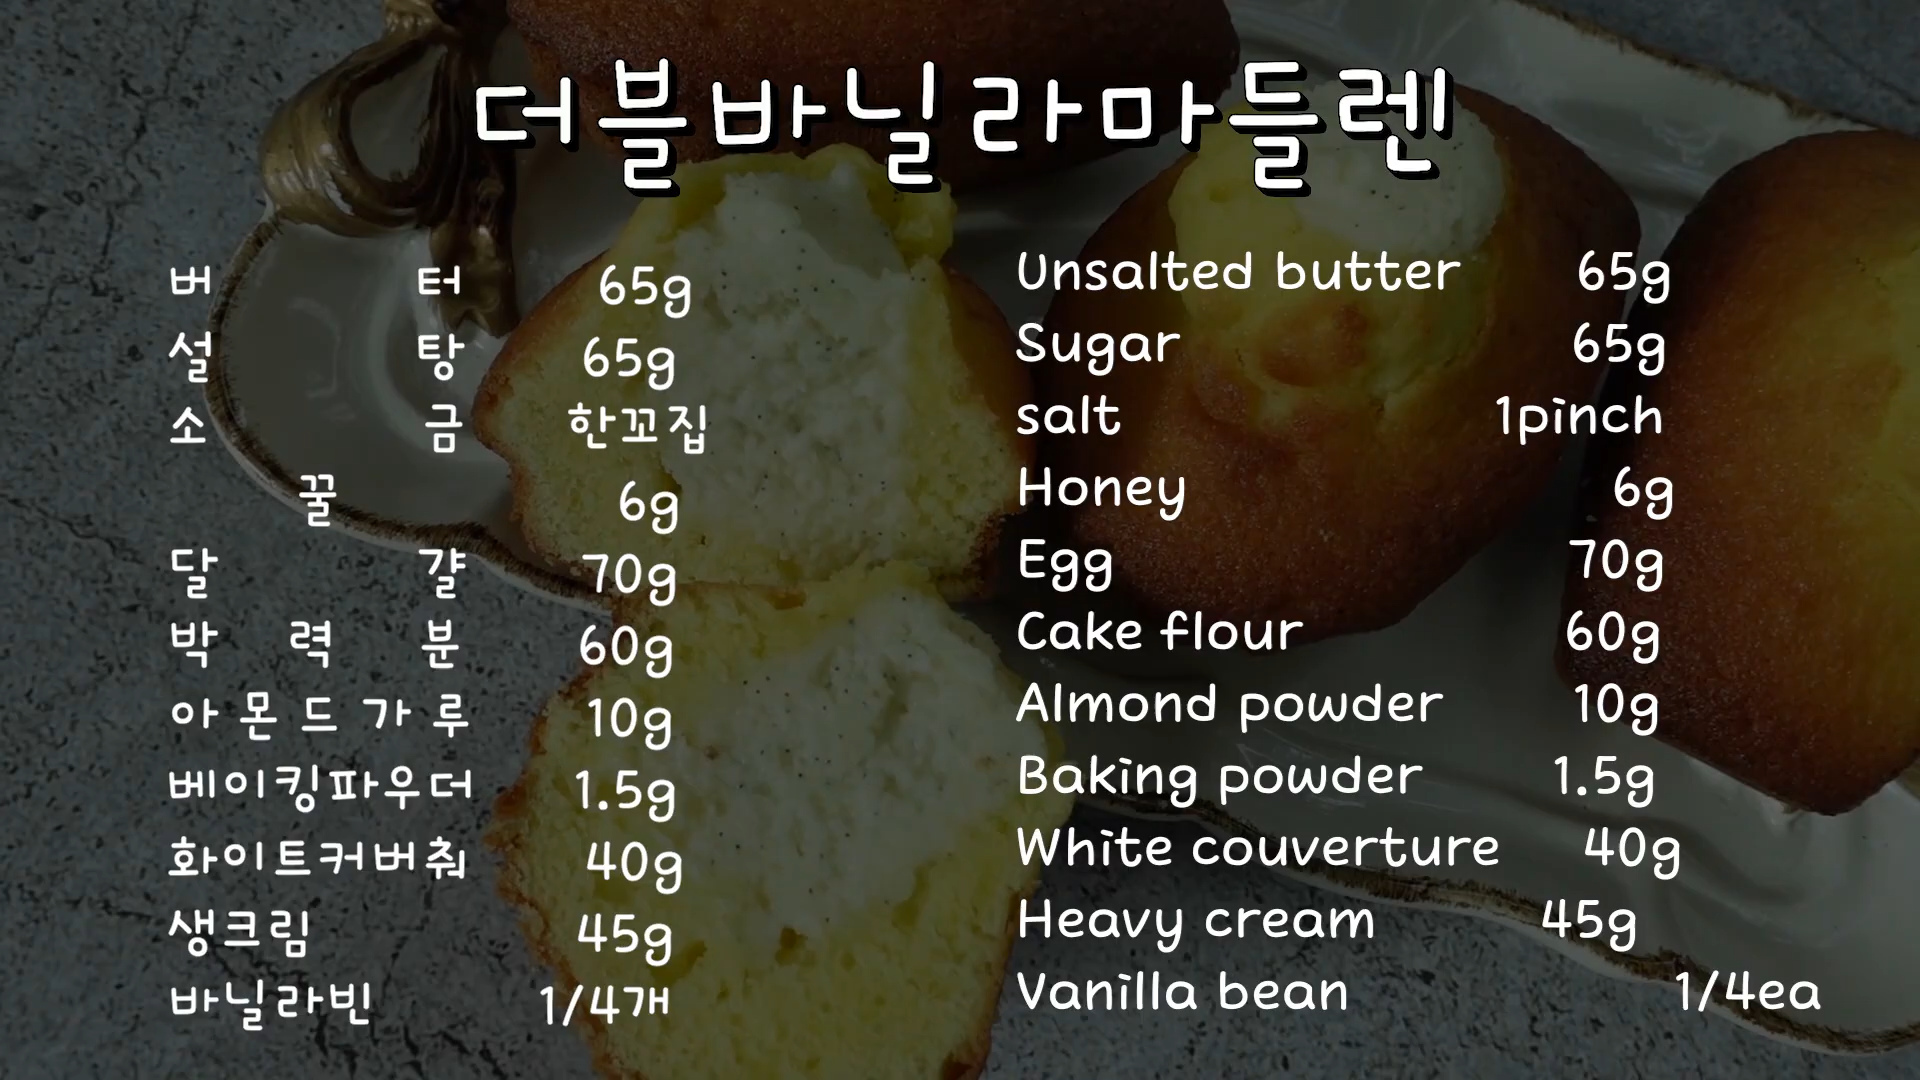 더블바닐라마들렌
버 터 65g
설 탕 65g
소 금 한꼬집
꿀 6g
달 걀 70g
박 력 분 60g
아 몬 드 가 루 10g
베이킹파우더 1.5g
화이트커버춰 40g
생크림 45g
바닐라빈 1/4개
Unsalted butter 65g
Sugar 65g
salt 1pinch
Honey 6g
Egg 70g
Cake flour 60g
Almond powder 10g
Baking powder 1.5g
White couverture 40g
Heavy cream 45g
Vanilla bean 1/4ea